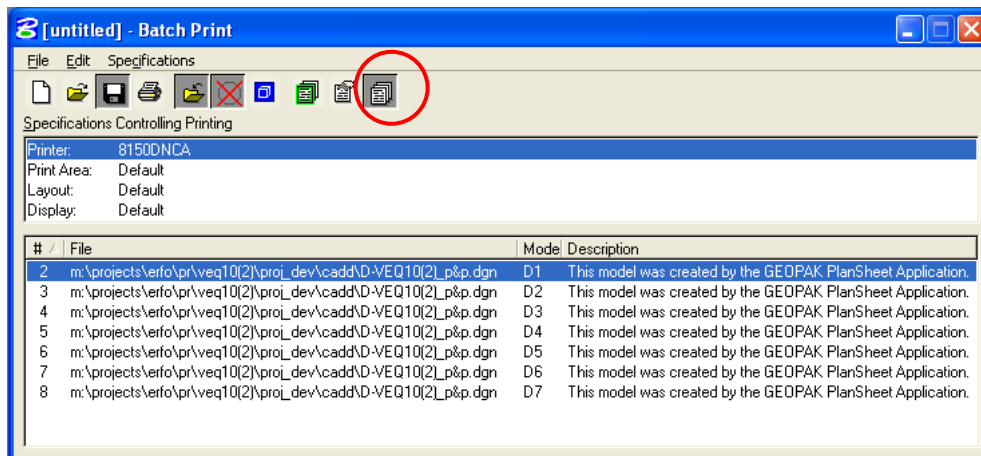 [untitled] - Batch Print
File Edit Specifications
Specifications Controlling Printing
Printer: 8150DNCA
Print Area: Default
Layout: Default
Display: Default
# File Mode Description
2 m:\projects\erfo\pr\veq10(2)\proj_dev\cadd\D-VEQ10(2)_p&p.dgn D1 This model was created by the GEOPAK PlanSheet Application.
3 m:\projects\erfo\pr\veq10(2)\proj_dev\cadd\D-VEQ10(2)_p&p.dgn D2 This model was created by the GEOPAK PlanSheet Application.
4 m:\projects\erfo\pr\veq10(2)\proj_dev\cadd\D-VEQ10(2)_p&p.dgn D3 This model was created by the GEOPAK PlanSheet Application.
5 m:\projects\erfo\pr\veq10(2)\proj_dev\cadd\D-VEQ10(2)_p&p.dgn D4 This model was created by the GEOPAK PlanSheet Application.
6 m:\projects\erfo\pr\veq10(2)\proj_dev\cadd\D-VEQ10(2)_p&p.dgn D5 This model was created by the GEOPAK PlanSheet Application.
7 m:\projects\erfo\pr\veq10(2)\proj_dev\cadd\D-VEQ10(2)_p&p.dgn D6 This model was created by the GEOPAK PlanSheet Application.
8 m:\projects\erfo\pr\veq10(2)\proj_dev\cadd\D-VEQ10(2)_p&p.dgn D7 This model was created by the GEOPAK PlanSheet Application.